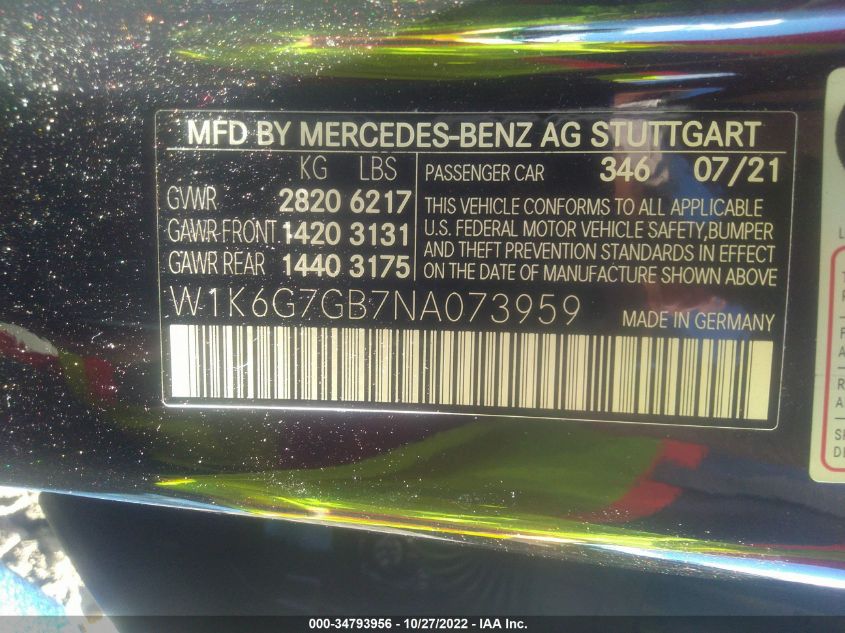 MFD BY MERCEDES-BENZ AG STUTTGART
KG LBS
GVWR 2820 6217
GAWR FRONT 1420 3131
GAWR REAR 1440 3175
PASSENGER CAR 346 07/21
THIS VEHICLE CONFORMS TO ALL APPLICABLE
U.S. FEDERAL MOTOR VEHICLE SAFETY,BUMPER
AND THEFT PREVENTION STANDARDS IN EFFECT
ON THE DATE OF MANUFACTURE SHOWN ABOVE
W1K6G7GB7NA073959 MADE IN GERMANY
000-34793956 - 10/27/2022 - IAA Inc.